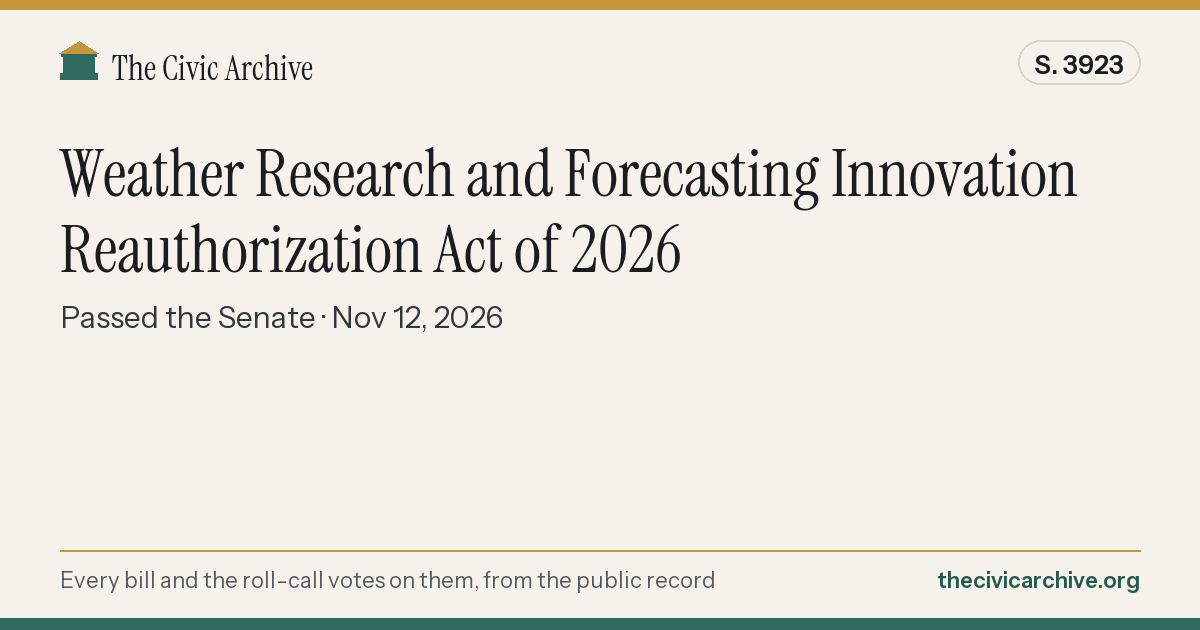 The Civic Archive
S. 3923
Weather Research and Forecasting Innovation
Reauthorization Act of 2026
Passed the Senate · Nov 12, 2026
Every bill and the roll-call votes on them, from the public record
thecivicarchive.org